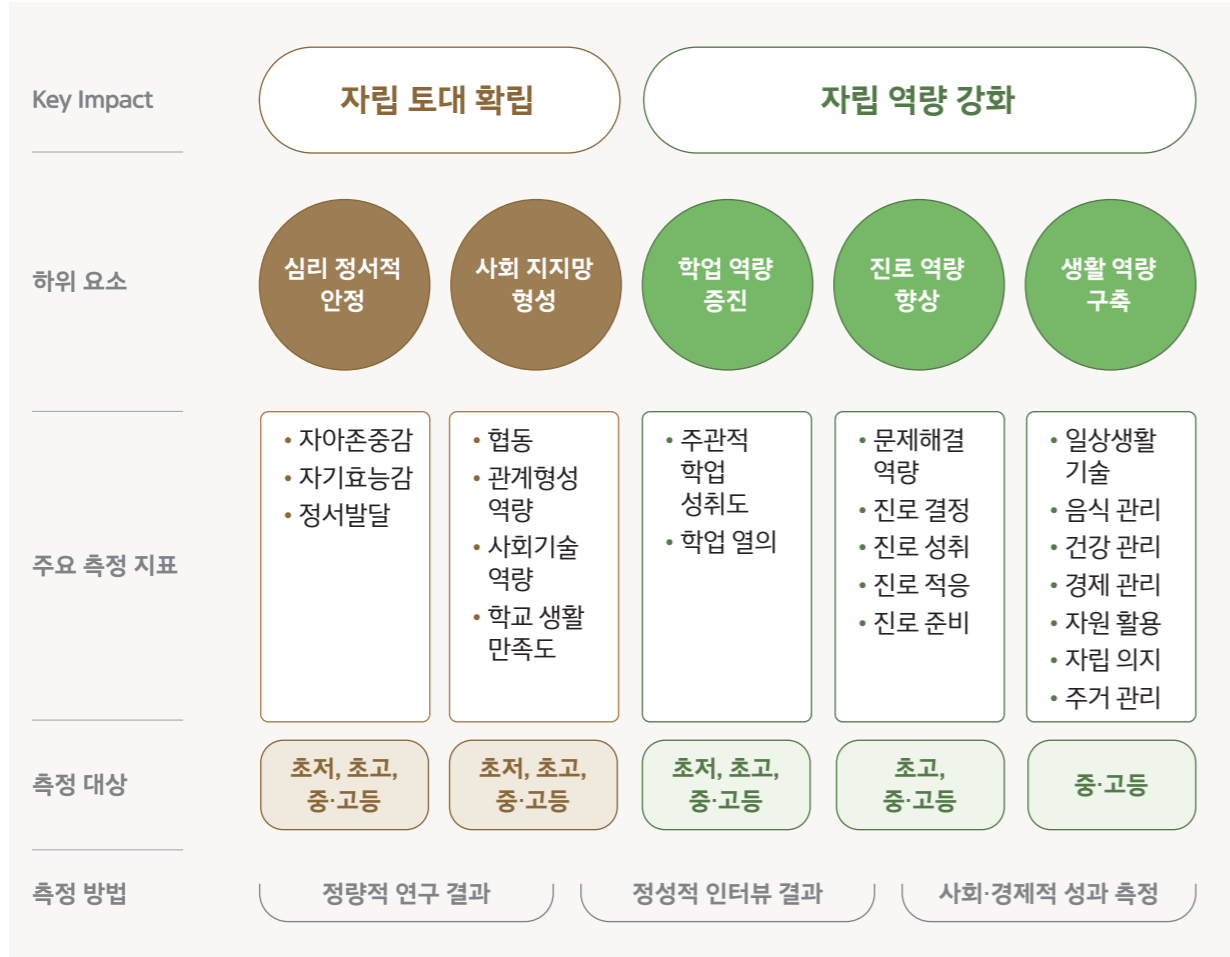 Key Impact
자립 토대 확립
자립 역량 강화
하위 요소
심리 정서적
안정
사회 지지망
형성
학업 역량
증진
진로 역량
향상
생활 역량
구축
주요 측정 지표
• 자아존중감
• 자기효능감
• 정서발달
• 협동
• 관계형성
역량
• 사회기술
역량
• 학교 생활
만족도
• 주관적
학업
성취도
• 학업 열의
• 문제해결
역량
• 진로 결정
• 진로 성취
• 진로 적응
• 진로 준비
• 일상생활
기술
• 음식 관리
• 건강 관리
• 경제 관리
• 자원 활용
• 자립 의지
• 주거 관리
측정 대상
초저, 초고,
중·고등
초저, 초고,
중·고등
초저, 초고,
중·고등
초고,
중·고등
중·고등
측정 방법
정량적 연구 결과
정성적 인터뷰 결과
사회·경제적 성과 측정